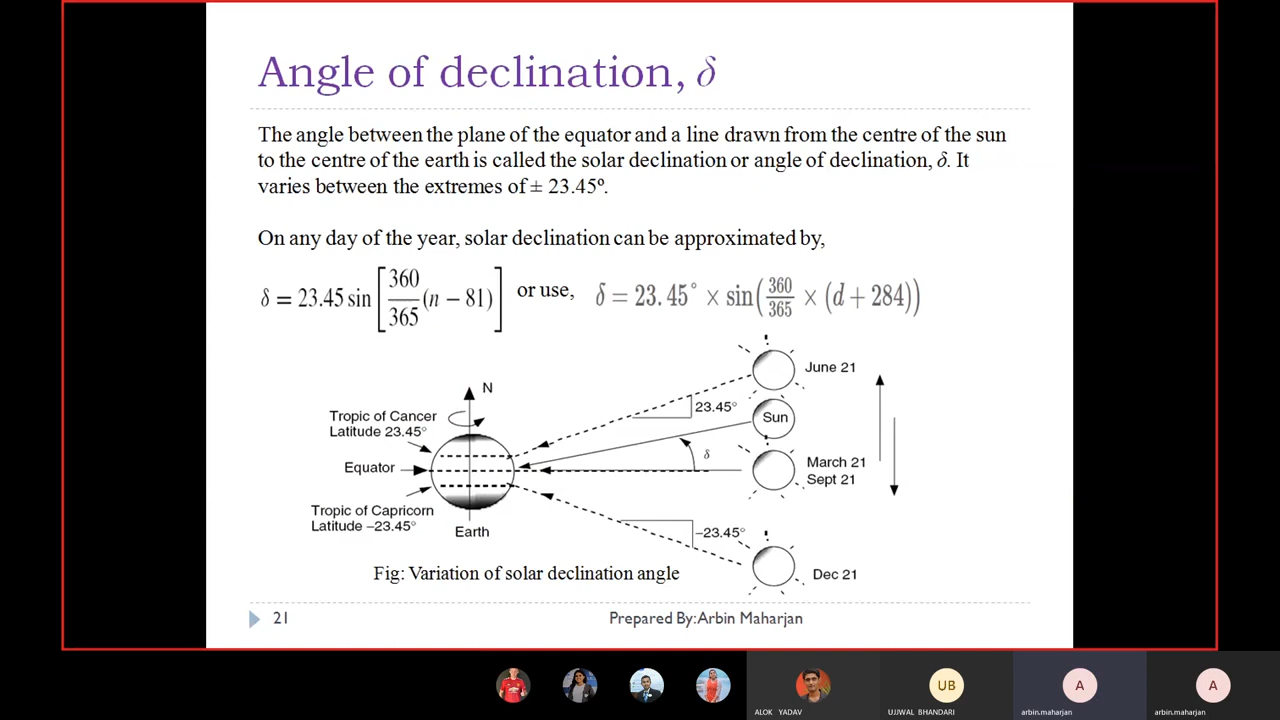 Angle of declination, δ
The angle between the plane of the equator and a line drawn from the centre of the sun
to the centre of the earth is called the solar declination or angle of declination, δ. It
varies between the extremes of ± 23.45º.
On any day of the year, solar declination can be approximated by,
δ = 23.45 sin[360/365 (n − 81)] or use, δ = 23.45° × sin(360/365 × (d + 284))
June 21
N
23.45°
Tropic of Cancer
Latitude 23.45°
Sun
δ
Equator
March 21
Sept 21
Tropic of Capricorn
Latitude −23.45°
Earth
−23.45°
Dec 21
Fig: Variation of solar declination angle
21
Prepared By:Arbin Maharjan
UB
A
A
ALOK YADAV
UJJWAL BHANDARI
arbin.maharjan
arbin.maharjan